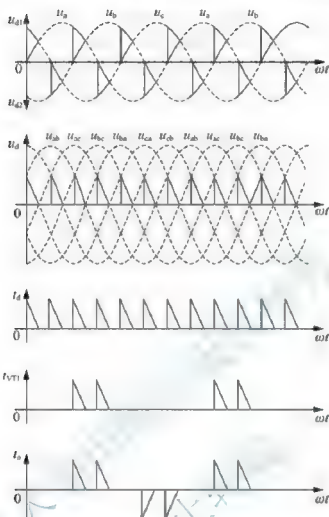 u_d1 u_a u_b u_c u_a u_b
0 ωt
u_d2
u_d u_ab u_ac u_bc u_ba u_ca u_cb u_ab u_ac u_bc u_ba
0 ωt
i_d
0 ωt
i_VT1
0 ωt
i_a
0 ωt